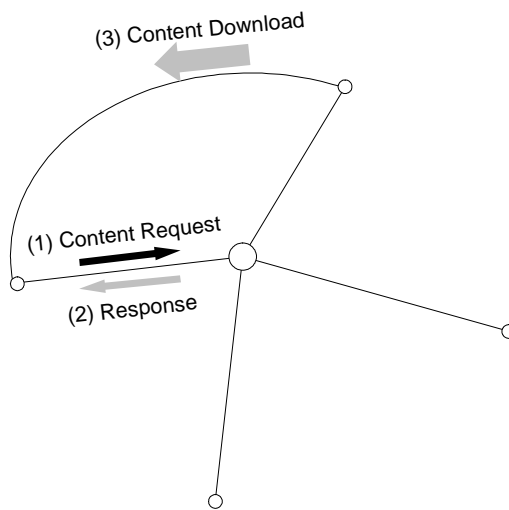 (3) Content Download
(1) Content Request
(2) Response